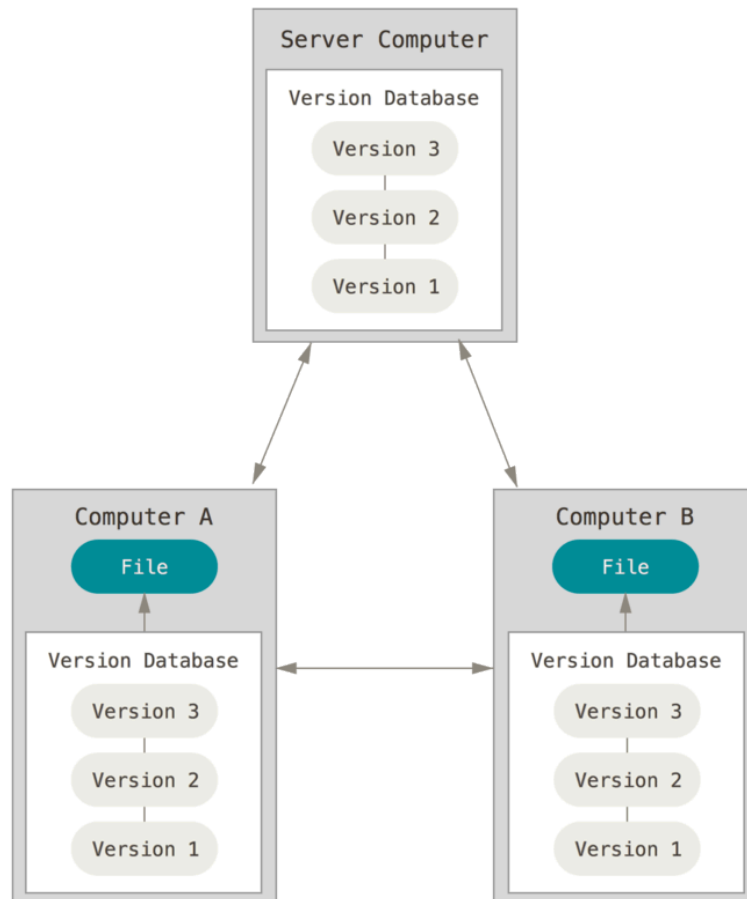 Server Computer
Version Database
Version 3
Version 2
Version 1
Computer A
File
Version Database
Version 3
Version 2
Version 1
Computer B
File
Version Database
Version 3
Version 2
Version 1